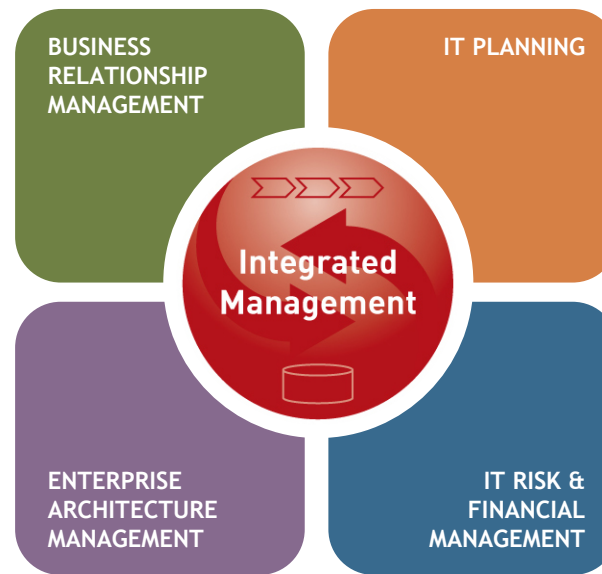 BUSINESS
RELATIONSHIP
MANAGEMENT
IT PLANNING
Integrated
Management
ENTERPRISE
ARCHITECTURE
MANAGEMENT
IT RISK &
FINANCIAL
MANAGEMENT